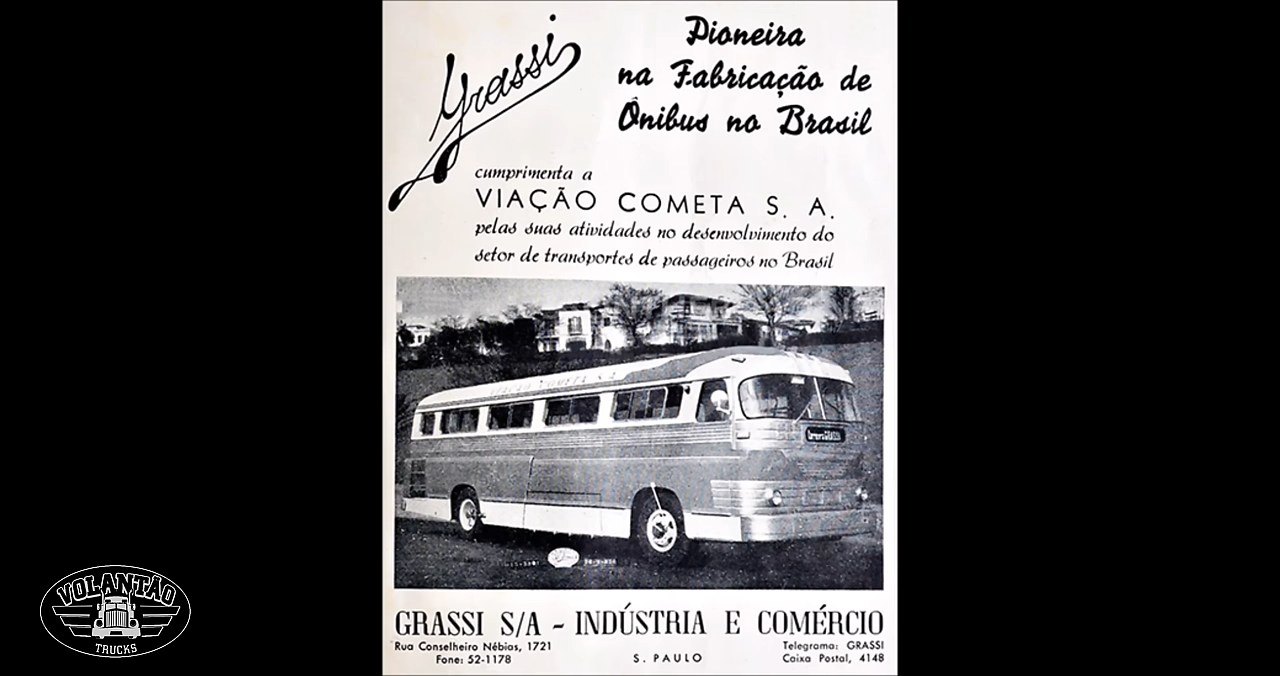 Grassi
Pioneira
na Fabricação de
Ônibus no Brasil
cumprimenta a
VIAÇÃO COMETA S. A.
pelas suas atividades no desenvolvimento do
setor de transportes de passageiros no Brasil
VIAÇÃO COMETA S.A.
GRASSI S/A - INDÚSTRIA E COMÉRCIO
Rua Conselheiro Nébias, 1721
Fone: 52-1178
S. PAULO
Telegrama: GRASSI
Caixa Postal, 4148
VOLANTÃO
TRUCKS